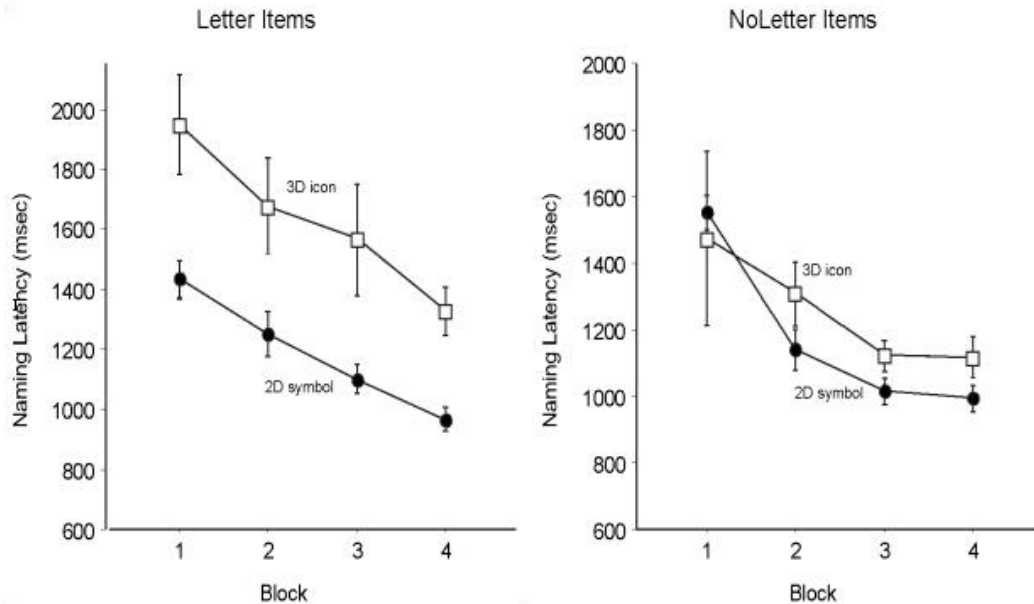 Letter Items
Naming Latency (msec)
2000
1800
1600
1400
1200
1000
800
600
3D icon
2D symbol
1 2 3 4
Block
NoLetter Items
Naming Latency (msec)
2000
1800
1600
1400
1200
1000
800
600
3D icon
2D symbol
1 2 3 4
Block